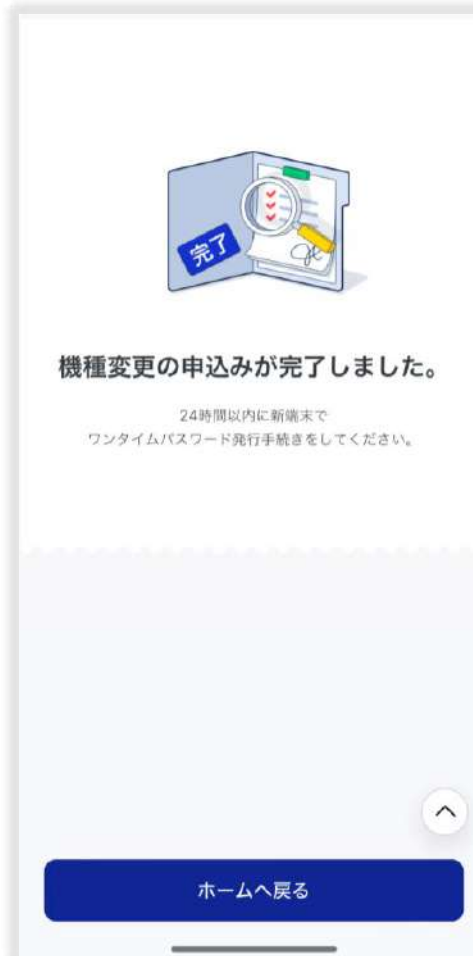 完了
機種変更の申込みが完了しました。
24時間以内に新端末で
ワンタイムパスワード発行手続きをしてください。
ホームへ戻る